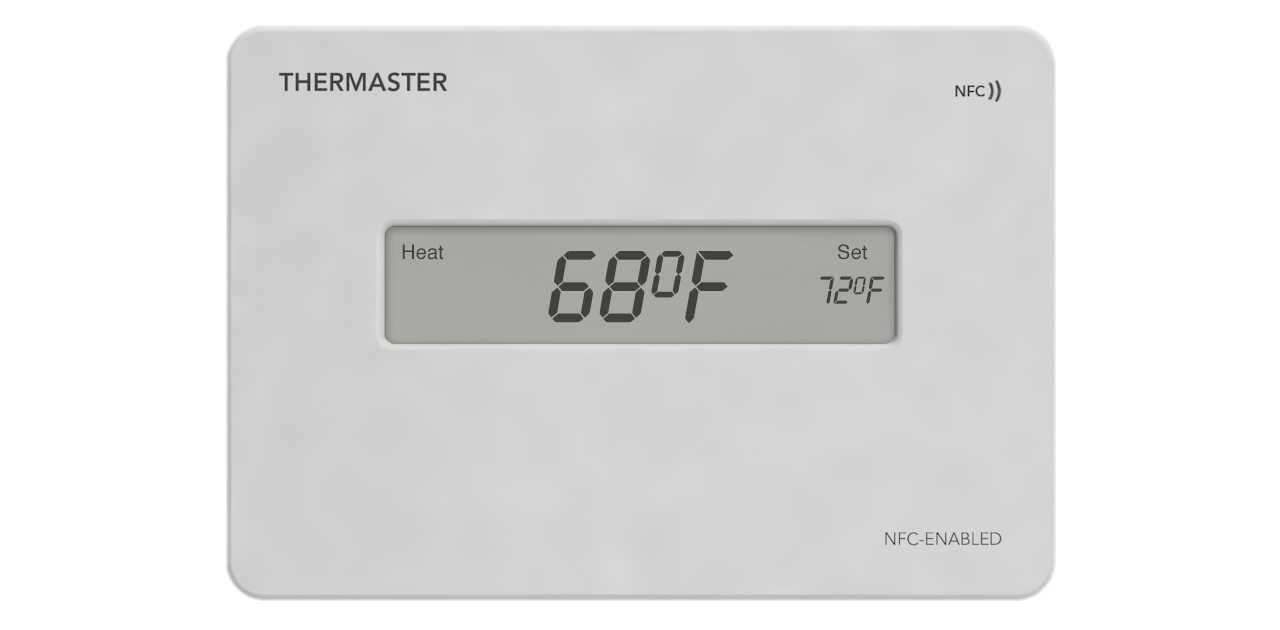 THERMASTER
NFC
Heat
68°F
Set
72°F
NFC-ENABLED